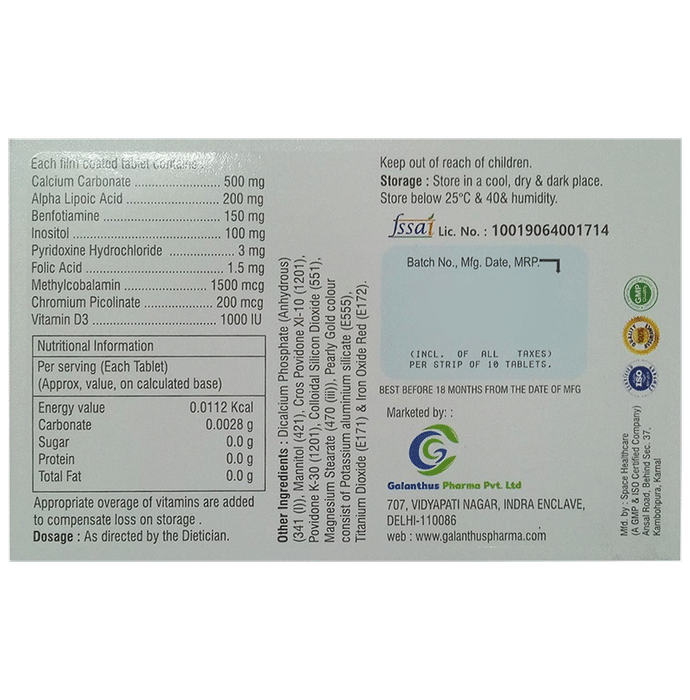 Each film coated tablet contains :
Calcium Carbonate ...................... 500 mg
Alpha Lipoic Acid ....................... 200 mg
Benfotiamine .............................. 150 mg
Inositol ........................................ 100 mg
Pyridoxine Hydrochloride ................ 3 mg
Folic Acid ..................................... 1.5 mg
Methylcobalamin ....................... 1500 mcg
Chromium Picolinate ................. 200 mcg
Vitamin D3 ................................ 1000 IU
Nutritional Information
Per serving (Each Tablet)
(Approx, value, on calculated base)
Energy value 0.0112 Kcal
Carbonate 0.0028 g
Sugar 0.0 g
Protein 0.0 g
Total Fat 0.0 g
Appropriate overage of vitamins are added
to compensate loss on storage .
Dosage : As directed by the Dietician.
Other Ingredients : Dicalcium Phosphate (Anhydrous)
(341 (I)), Mannitol (421), Cros Povidone Xl-10 (1201),
Povidone K-30 (1201), Colloidal Silicon Dioxide (551),
Magnesium Stearate (470 (iii)), Pearly Gold colour
consist of Potassium aluminium silicate (E555),
Titanium Dioxide (E171) & Iron Oxide Red (E172).
Keep out of reach of children.
Storage : Store in a cool, dry & dark place.
Store below 25°C & 40& humidity.
fssai Lic. No. : 10019064001714
Batch No., Mfg. Date, MRP.
(INCL. OF ALL TAXES)
PER STRIP OF 10 TABLETS.
BEST BEFORE 18 MONTHS FROM THE DATE OF MFG
Marketed by: :
Galanthus Pharma Pvt. Ltd
707, VIDYAPATI NAGAR, INDRA ENCLAVE,
DELHI-110086
web : www.galanthuspharma.com
GMP
Quality
QUALITY
100%
ISO
Mfd. by : Space Healthcare
(A GMP & ISO Certified Company)
Ansal Road, Behind Sec. 37,
Kambohpura, Karnal